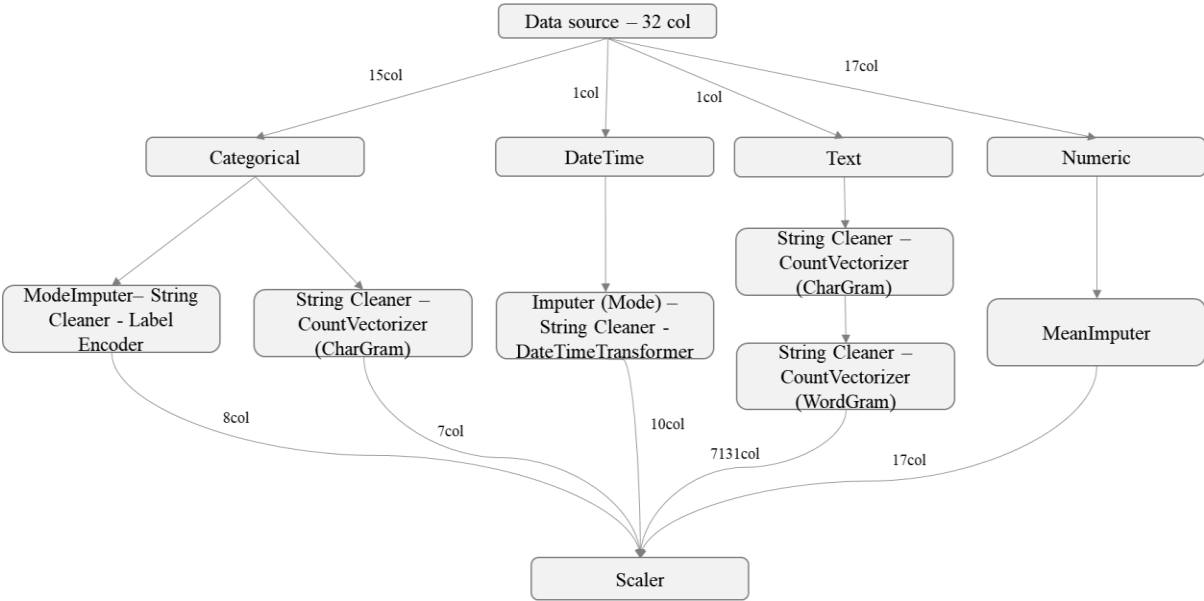 Data source – 32 col
17col
15col
1col
1col
Categorical
DateTime
Text
Numeric
String Cleaner –
CountVectorizer
(CharGram)
ModeImputer– String
Cleaner - Label
Encoder
String Cleaner –
CountVectorizer
(CharGram)
Imputer (Mode) –
String Cleaner -
DateTimeTransformer
MeanImputer
String Cleaner –
CountVectorizer
(WordGram)
8col
7col
10col
7131col
17col
Scaler